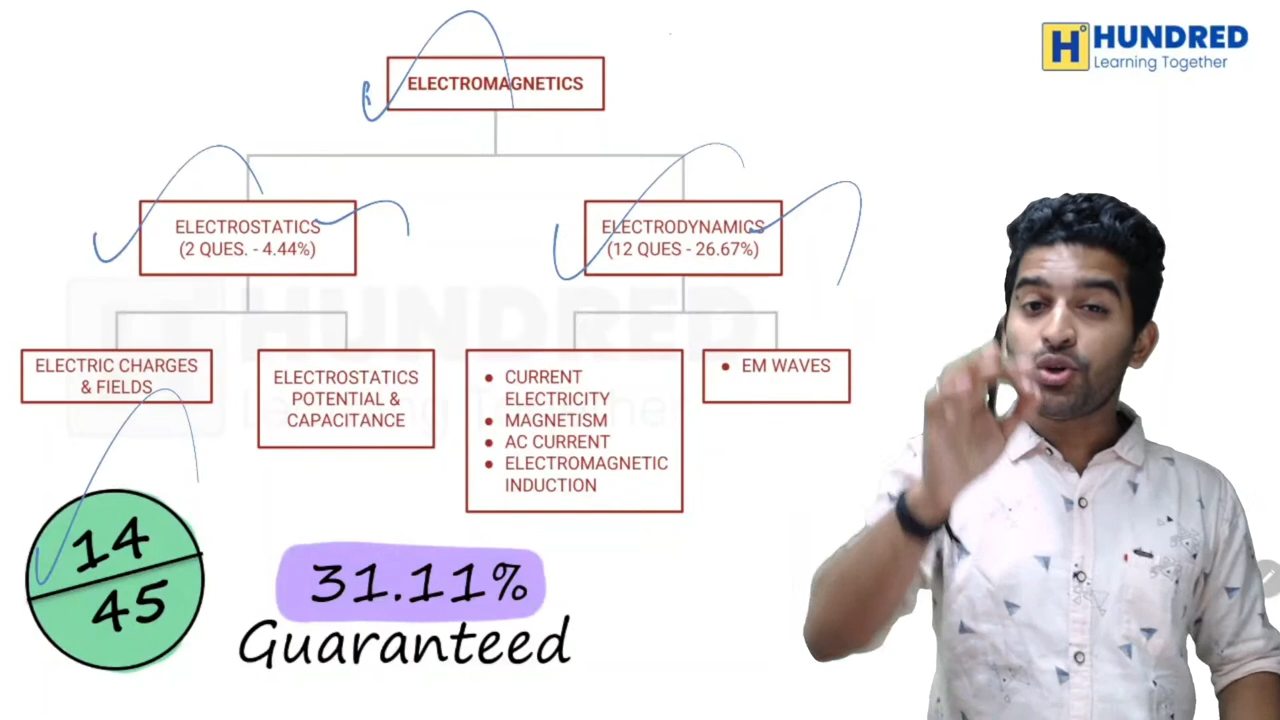 HUNDRED
Learning Together
ELECTROMAGNETICS
ELECTROSTATICS
(2 QUES. - 4.44%)
ELECTRODYNAMICS
(12 QUES - 26.67%)
HUNDRED
ELECTRIC CHARGES
& FIELDS
ELECTROSTATICS
POTENTIAL &
CAPACITANCE
• CURRENT
ELECTRICITY
• MAGNETISM
• AC CURRENT
• ELECTROMAGNETIC
INDUCTION
• EM WAVES
14
45
31.11%
Guaranteed